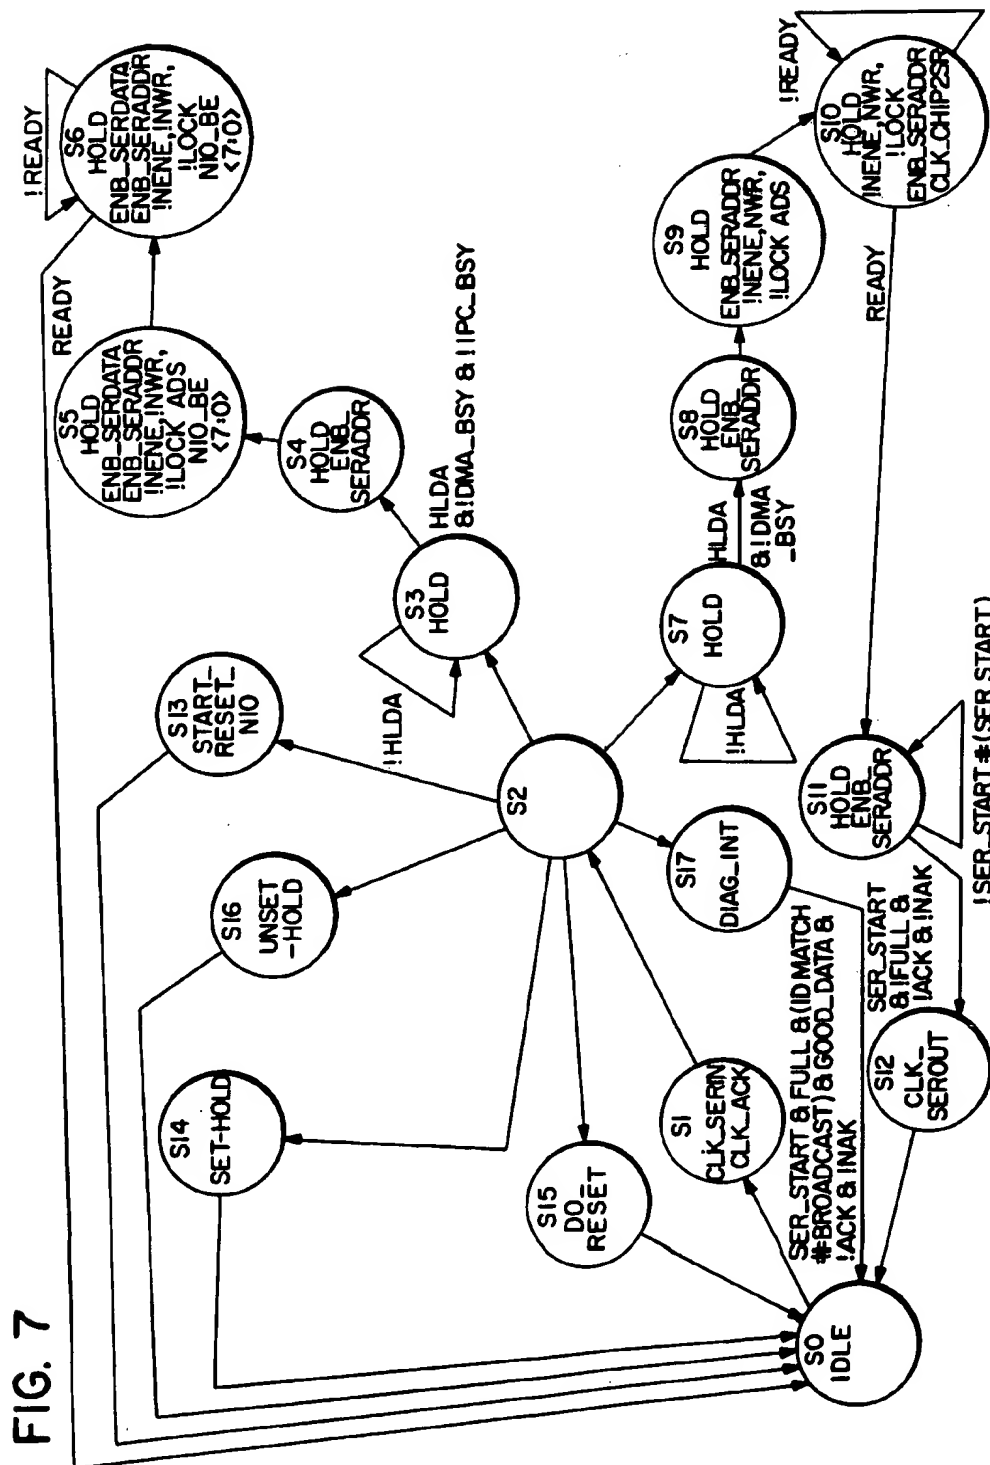 FIG. 7
S0
IDLE
S1
CLK_SERIN
CLK_ACK
SER_START & FULL & (IDMATCH
#BROADCAST) & GOOD_DATA &
!ACK & !NAK
S2
S14
SET-HOLD
S16
UNSET
-HOLD
S13
START_
RESET_
NIO
S15
DO_
RESET
S17
DIAG_INT
S3
HOLD
!HLDA
HLDA
& !DMA_BSY & !IPC_BSY
S4
HOLD
ENB_
SERADDR
S5
HOLD
ENB_SERDATA
ENB_SERADDR
!NENE,!NWR,
!LOCK ADS
NIO_BE
<7:0>
READY
S6
HOLD
ENB_SERDATA
ENB_SERADDR
!NENE,!NWR,
!LOCK
NIO_BE
<7:0>
!READY
S7
HOLD
!HLDA
HLDA
& !DMA
_BSY
S8
HOLD
ENB_
SERADDR
S9
HOLD
ENB_SERADDR
!NENE,NWR,
!LOCK ADS
S10
HOLD
!NENE,NWR,
!LOCK
ENB_SERADDR
CLK_CHIP2SR
!READY
READY
S11
HOLD
ENB_
SERADDR
!SER_START #(SER_START)
SER_START
& !FULL &
!ACK & !NAK
S12
CLK_
SEROUT